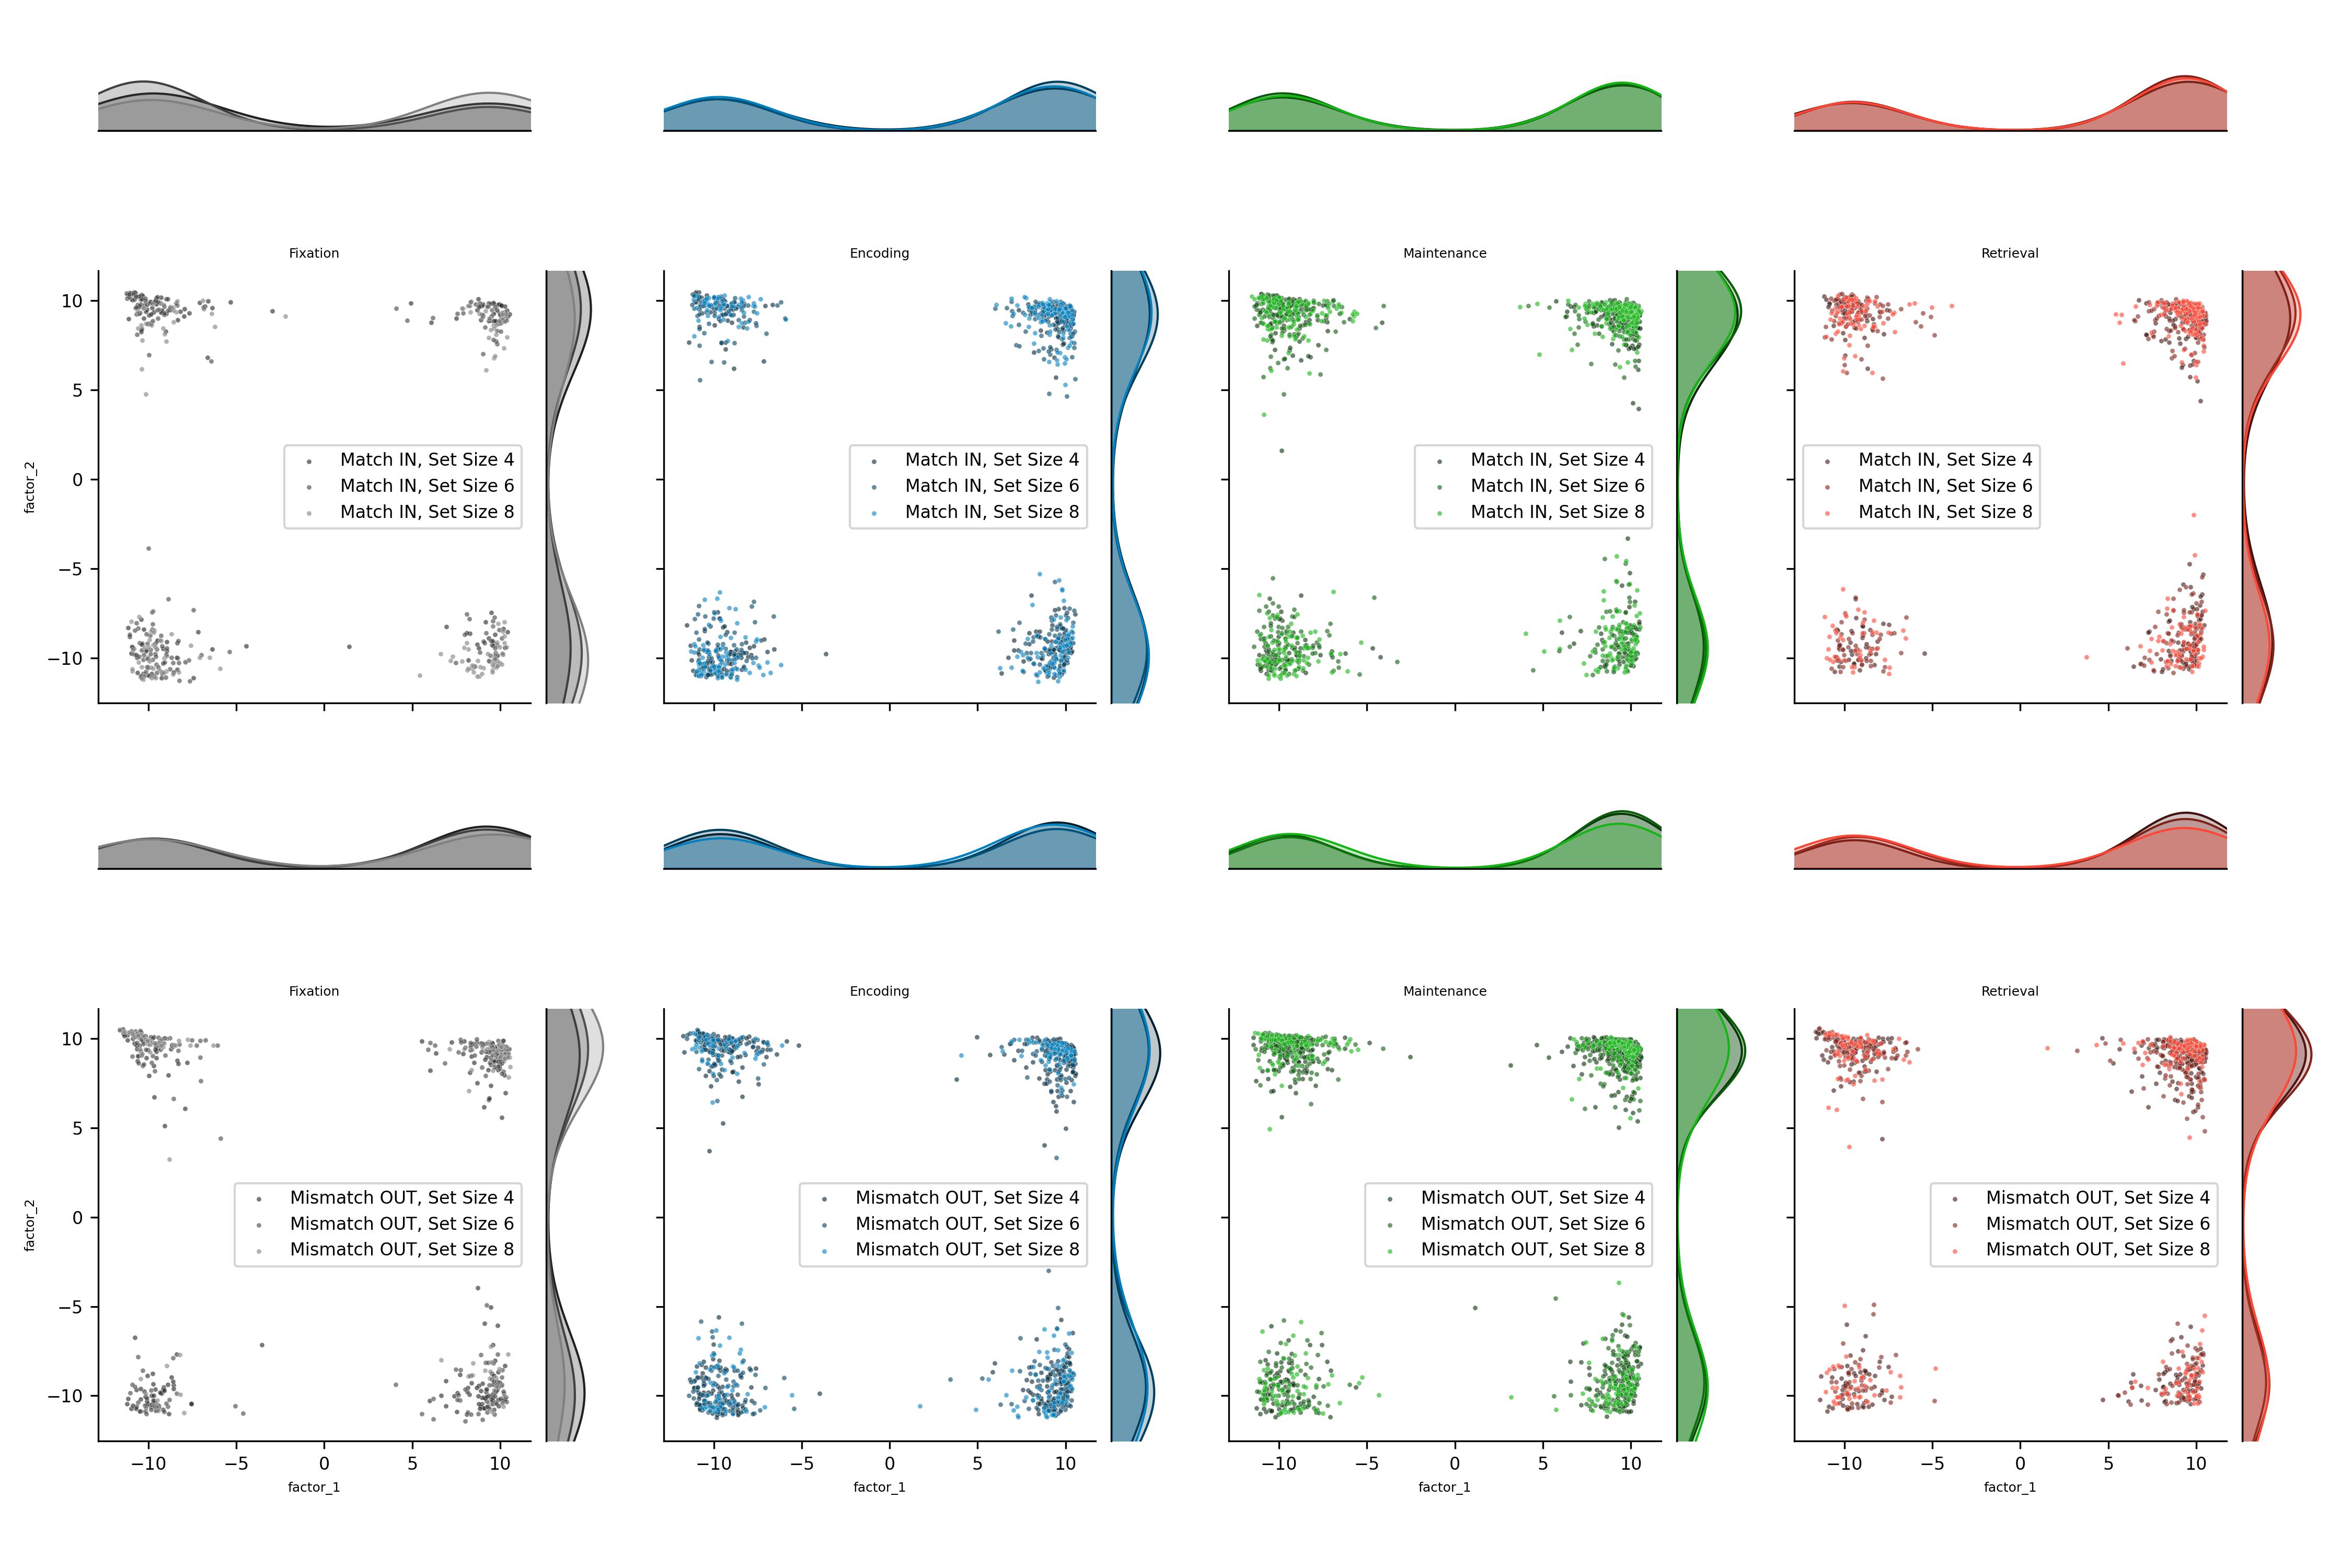 Fixation
Encoding
Maintenance
Retrieval
10
5
0
−5
−10
factor_2
Match IN, Set Size 4
Match IN, Set Size 6
Match IN, Set Size 8
Match IN, Set Size 4
Match IN, Set Size 6
Match IN, Set Size 8
Match IN, Set Size 4
Match IN, Set Size 6
Match IN, Set Size 8
Match IN, Set Size 4
Match IN, Set Size 6
Match IN, Set Size 8
Fixation
Encoding
Maintenance
Retrieval
10
5
0
−5
−10
factor_2
Mismatch OUT, Set Size 4
Mismatch OUT, Set Size 6
Mismatch OUT, Set Size 8
Mismatch OUT, Set Size 4
Mismatch OUT, Set Size 6
Mismatch OUT, Set Size 8
Mismatch OUT, Set Size 4
Mismatch OUT, Set Size 6
Mismatch OUT, Set Size 8
Mismatch OUT, Set Size 4
Mismatch OUT, Set Size 6
Mismatch OUT, Set Size 8
−10 −5 0 5 10
factor_1
−10 −5 0 5 10
factor_1
−10 −5 0 5 10
factor_1
−10 −5 0 5 10
factor_1